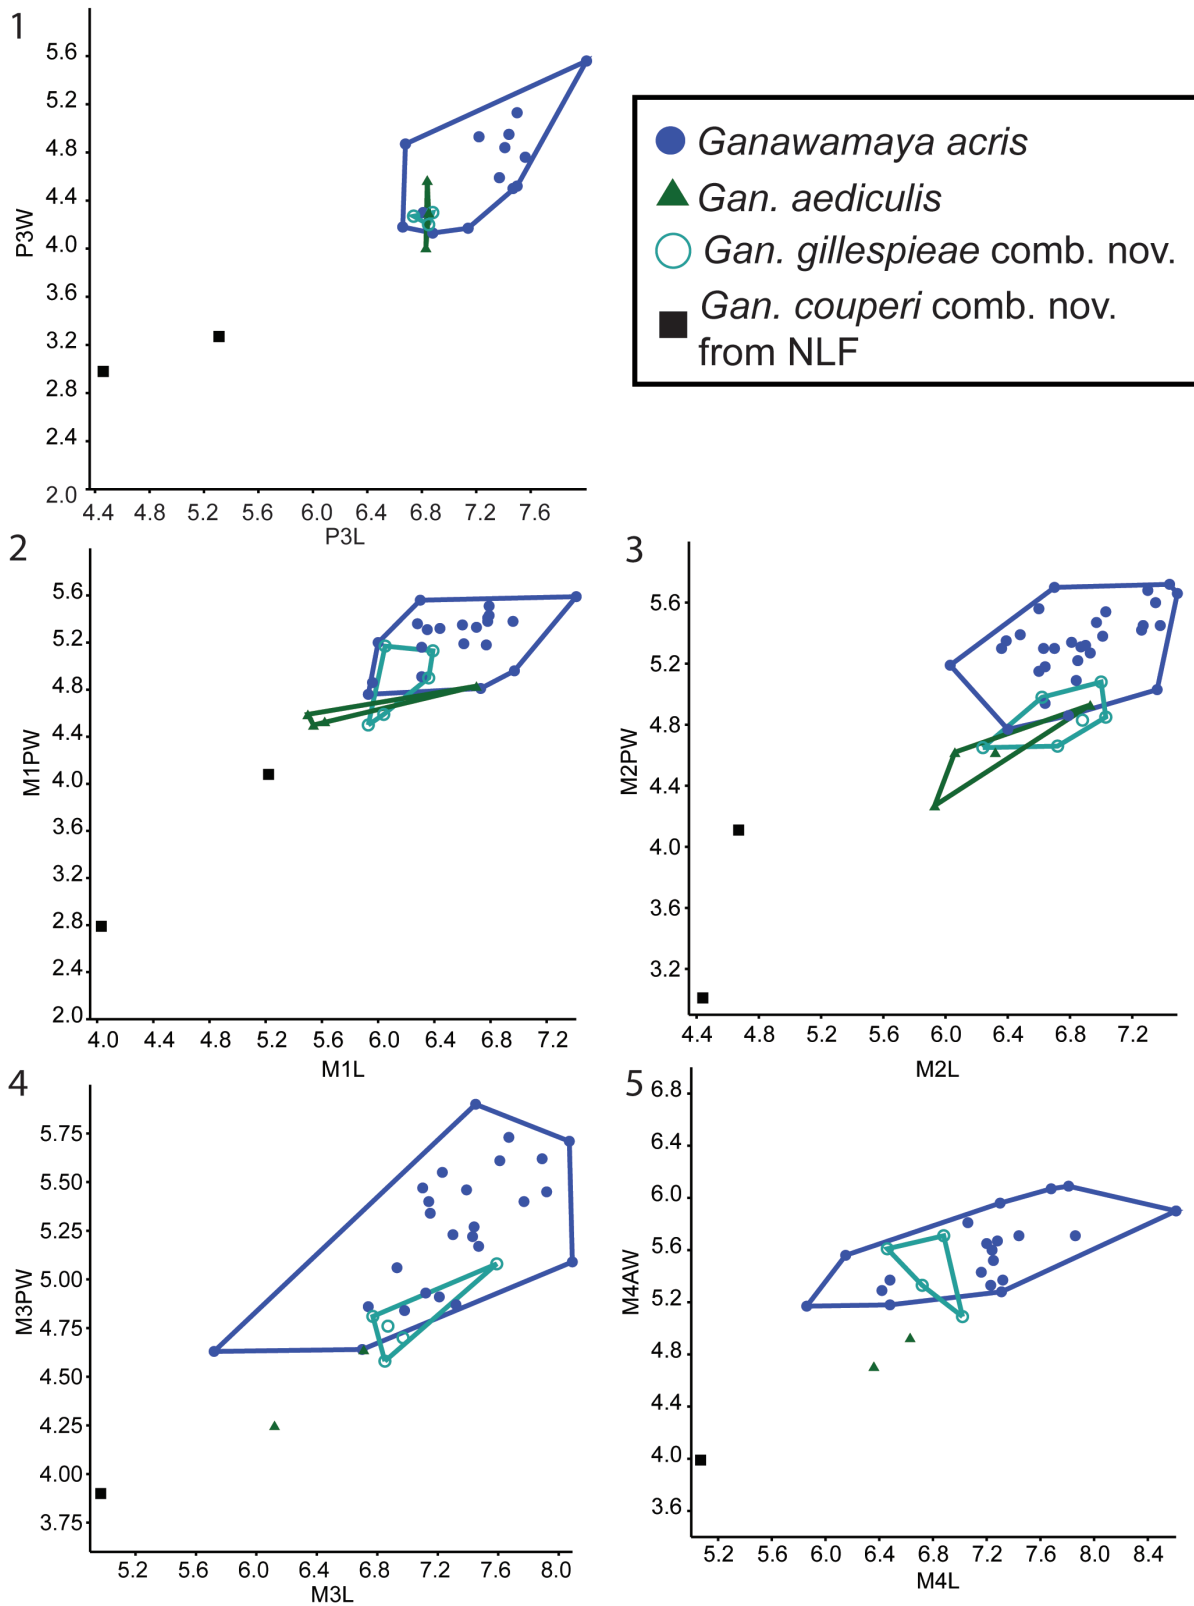 1
5.6
5.2
4.8
4.4
4.0
3.6
3.2
2.8
2.4
2.0
P3W
4.4 4.8 5.2 5.6 6.0 6.4 6.8 7.2 7.6
P3L
Ganawamaya acris
Gan. aediculis
Gan. gillespieae comb. nov.
Gan. couperi comb. nov.
from NLF
2
5.6
5.2
4.8
4.4
4.0
3.6
3.2
2.8
2.4
2.0
M1PW
4.0 4.4 4.8 5.2 5.6 6.0 6.4 6.8 7.2
M1L
3
5.6
5.2
4.8
4.4
4.0
3.6
3.2
M2PW
4.4 4.8 5.2 5.6 6.0 6.4 6.8 7.2
M2L
4
5.75
5.50
5.25
5.00
4.75
4.50
4.25
4.00
3.75
M3PW
5.2 5.6 6.0 6.4 6.8 7.2 7.6 8.0
M3L
5
6.8
6.4
6.0
5.6
5.2
4.8
4.4
4.0
3.6
M4AW
5.2 5.6 6.0 6.4 6.8 7.2 7.6 8.0 8.4
M4L